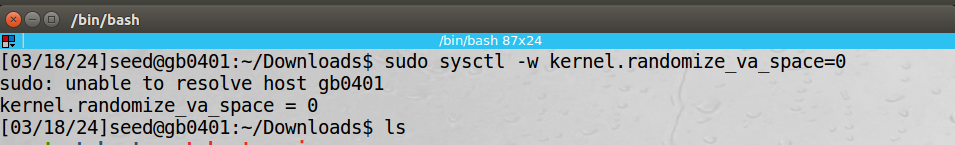 /bin/bash
/bin/bash 87x24
[03/18/24]seed@gb0401:~/Downloads$ sudo sysctl -w kernel.randomize_va_space=0
sudo: unable to resolve host gb0401
kernel.randomize_va_space = 0
[03/18/24]seed@gb0401:~/Downloads$ ls